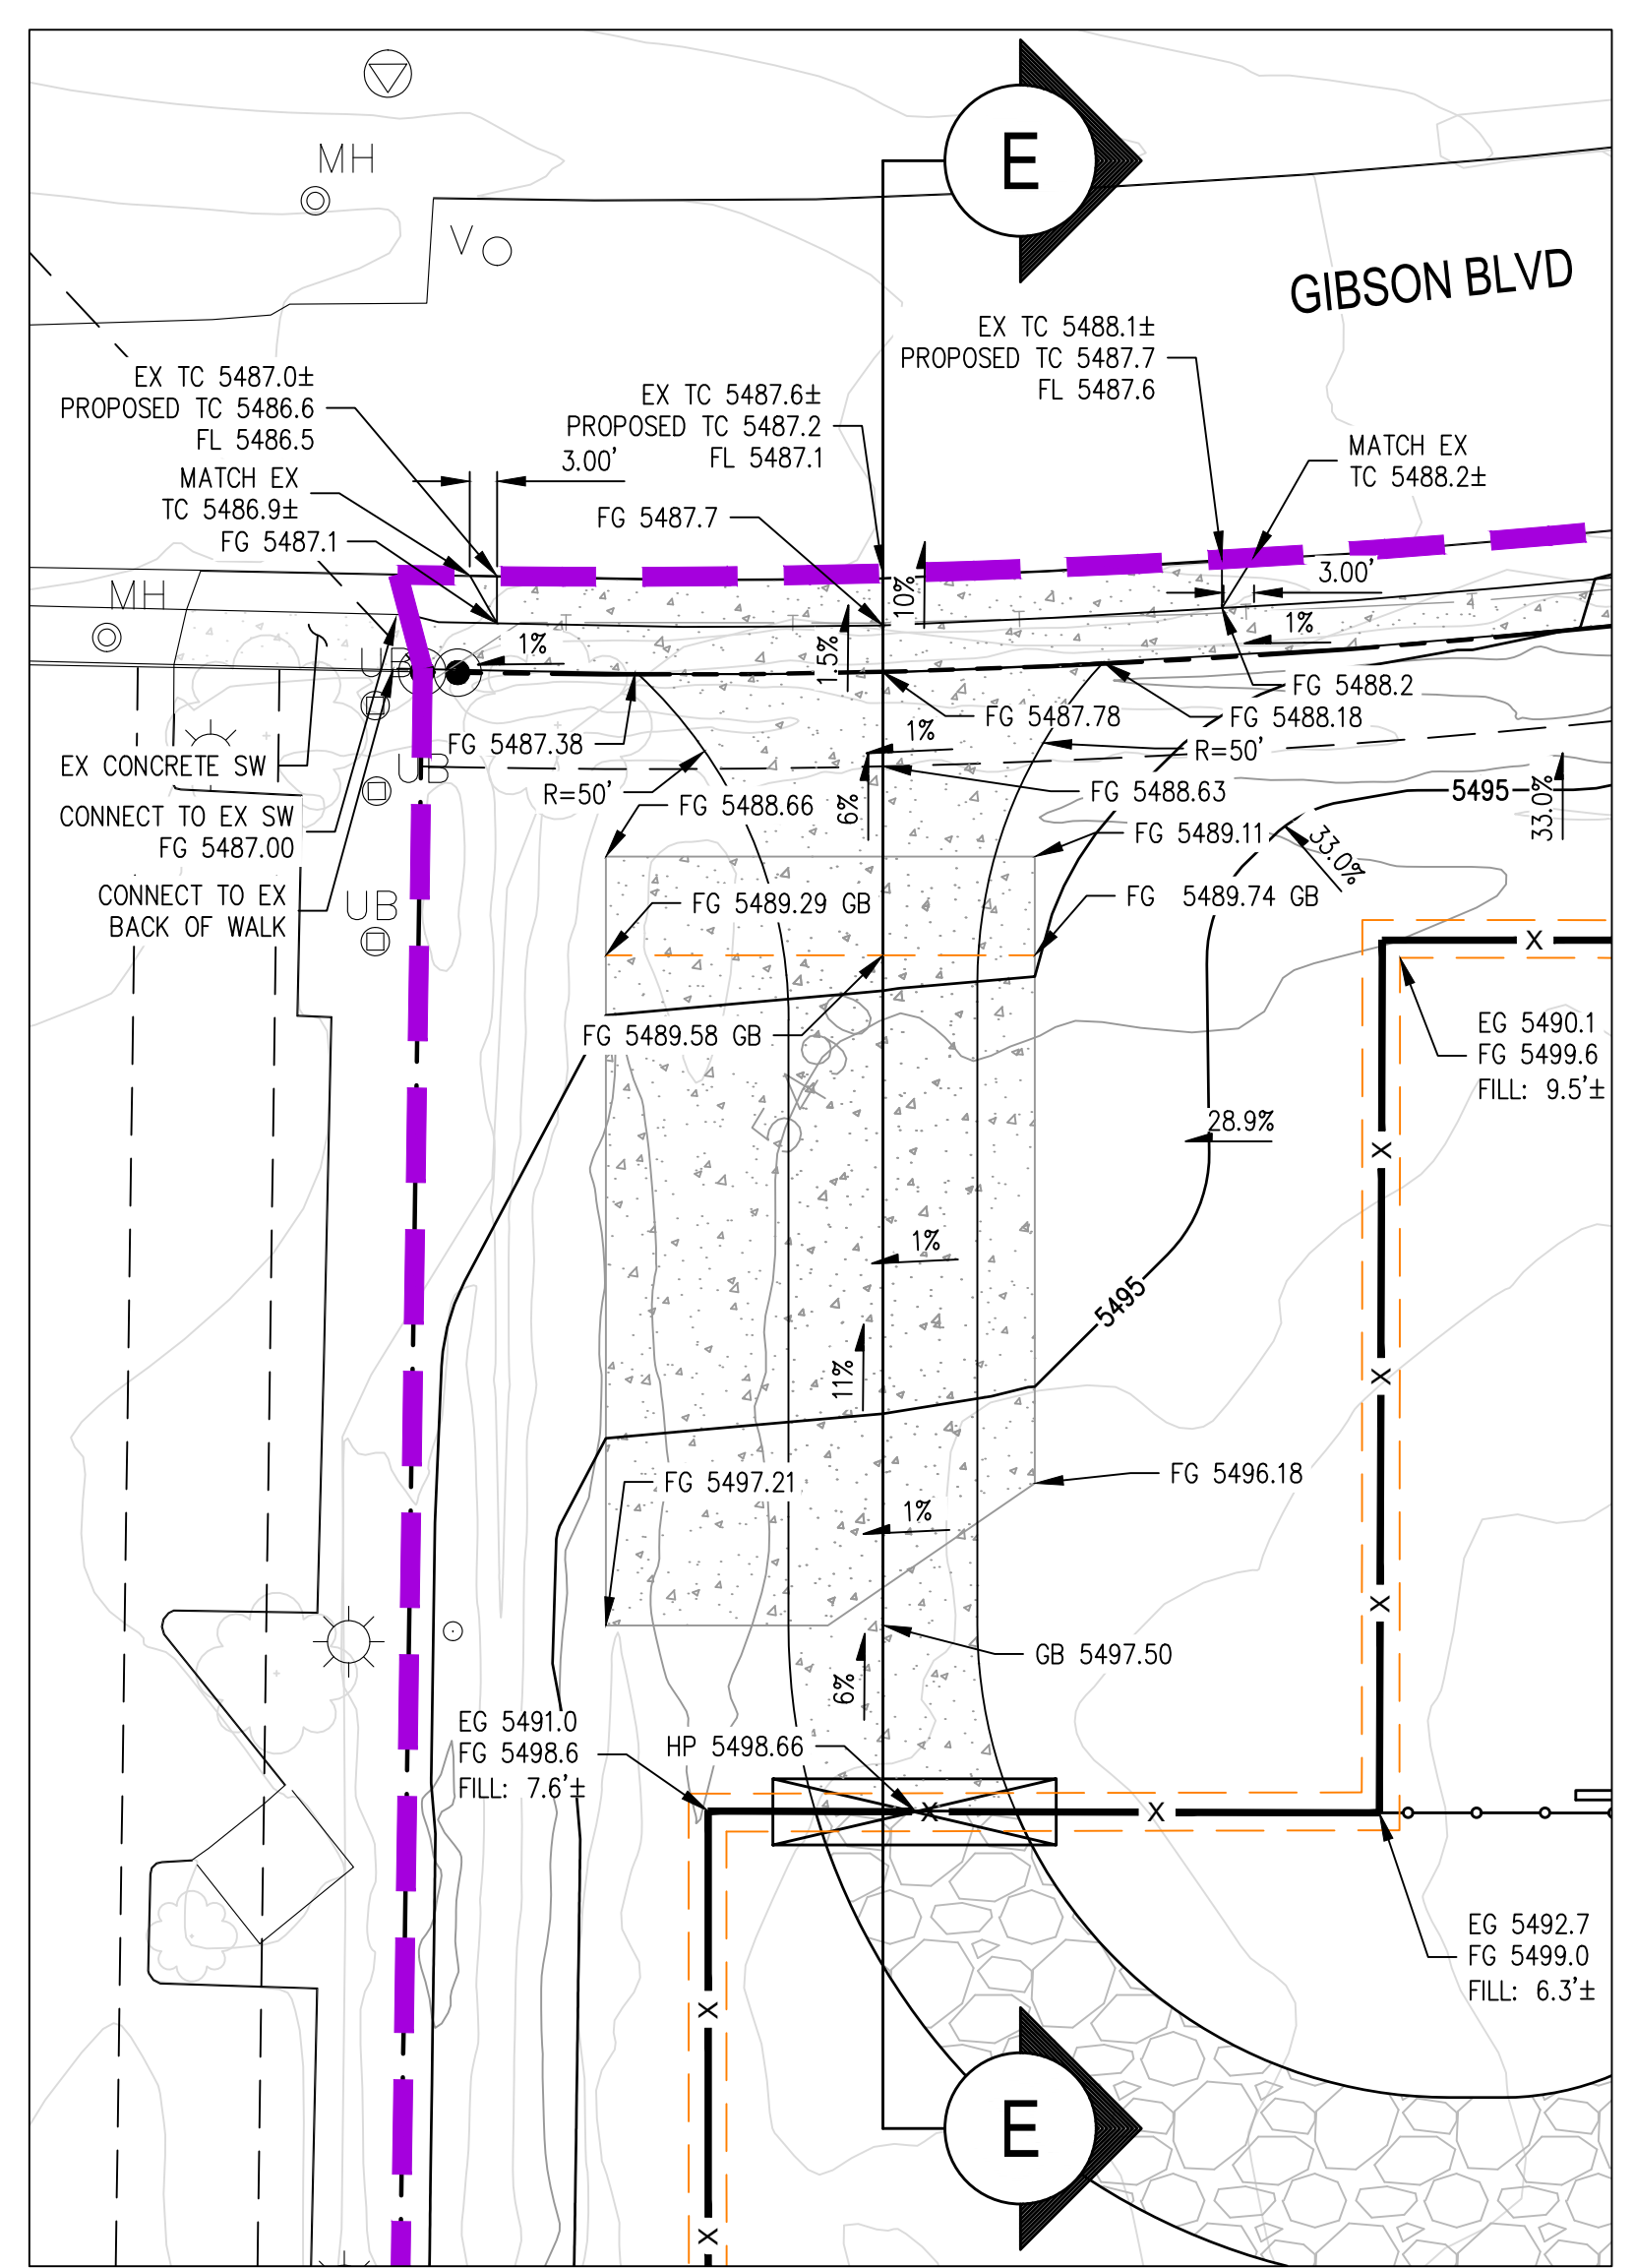 E
MH
V
GIBSON BLVD
EX TC 5488.1±
PROPOSED TC 5487.7
FL 5487.6
EX TC 5487.0±
PROPOSED TC 5486.6
FL 5486.5
EX TC 5487.6±
PROPOSED TC 5487.2
FL 5487.1
MATCH EX
TC 5488.2±
3.00'
MATCH EX
TC 5486.9±
FG 5487.1
FG 5487.7
3.00'
10%
MH
T
T
T
T
1%
1%
1.5%
UB
FG 5488.2
FG 5487.78
FG 5488.18
FG 5487.38
1%
R=50'
EX CONCRETE SW
UB
R=50'
FG 5488.66
6%
FG 5488.63
5495
33.0%
CONNECT TO EX SW
FG 5487.00
FG 5489.11
33.0%
CONNECT TO EX
BACK OF WALK
UB
FG 5489.29 GB
FG 5489.74 GB
X
FG 5489.58 GB
5490
EG 5490.1
FG 5499.6
FILL: 9.5'±
28.9%
X
1%
5495
11%
X
FG 5497.21
FG 5496.18
1%
X
GB 5497.50
6%
EG 5491.0
FG 5498.6
FILL: 7.6'±
HP 5498.66
X
X
EG 5492.7
FG 5499.0
FILL: 6.3'±
X
E
X